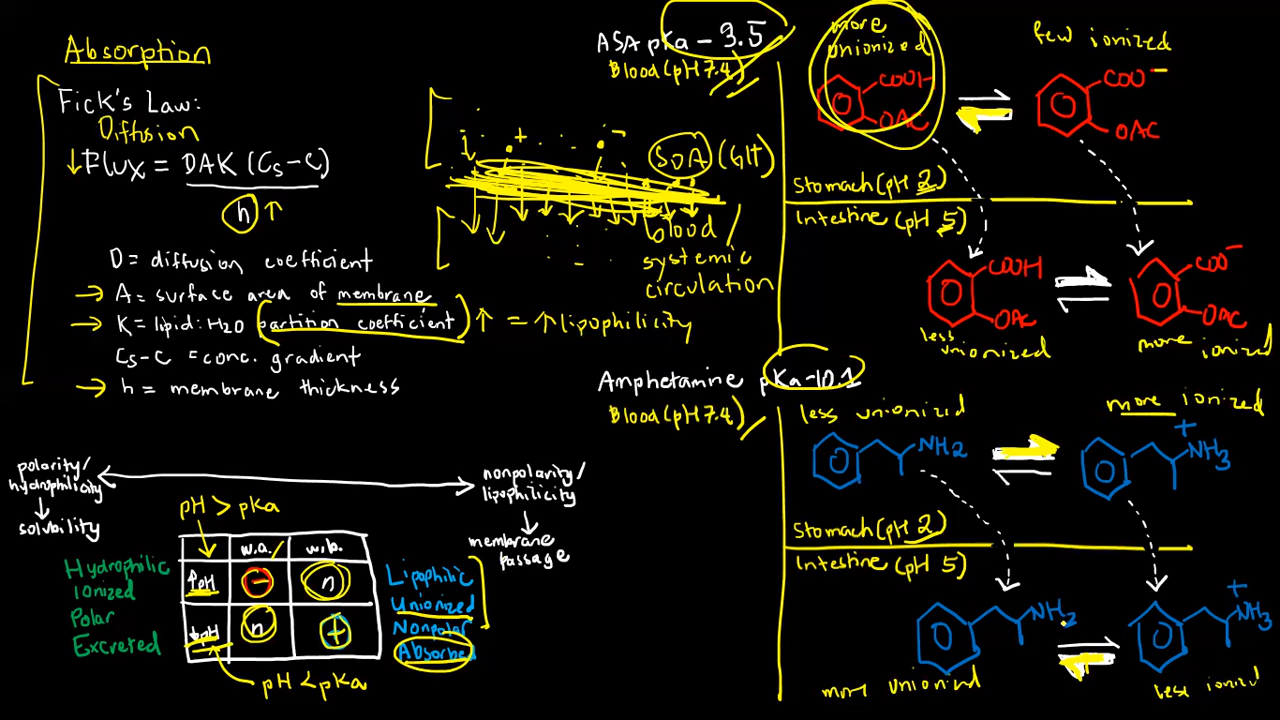 Absorption
Fick's Law:
Diffusion
↓Flux = DAK (Cs-C)
h ↑
D = diffusion coefficient
→ A = surface area of membrane
→ K = lipid:H2O (partition coefficient) ↑ = ↑lipophilicity
Cs-C = conc. gradient
→ h = membrane thickness
polarity/
hydrophilicity
↓
solubility
nonpolarity/
lipophilicity
↓
membrane
passage
pH > pKa
w.a. w.b.
↑pH - n
↓pH n +
pH < pKa
Hydrophilic
Ionized
Polar
Excreted
Lipophilic
Unionized
Nonpolar
Absorbed
SOA (GIT)
+ -
blood/
systemic
circulation
ASA pKa - 3.5
Blood (pH 7.4)
more
unionized
few ionized
COOH
OAC
COO-
OAC
Stomach (pH 2)
Intestine (pH 5)
COOH
OAC
COO-
OAC
less
unionized
more ionized
Amphetamine pKa-10.1
Blood (pH 7.4)
less unionized
more ionized
NH2
+
NH3
Stomach (pH 2)
Intestine (pH 5)
NH2
+
NH3
more unionized
less ionized